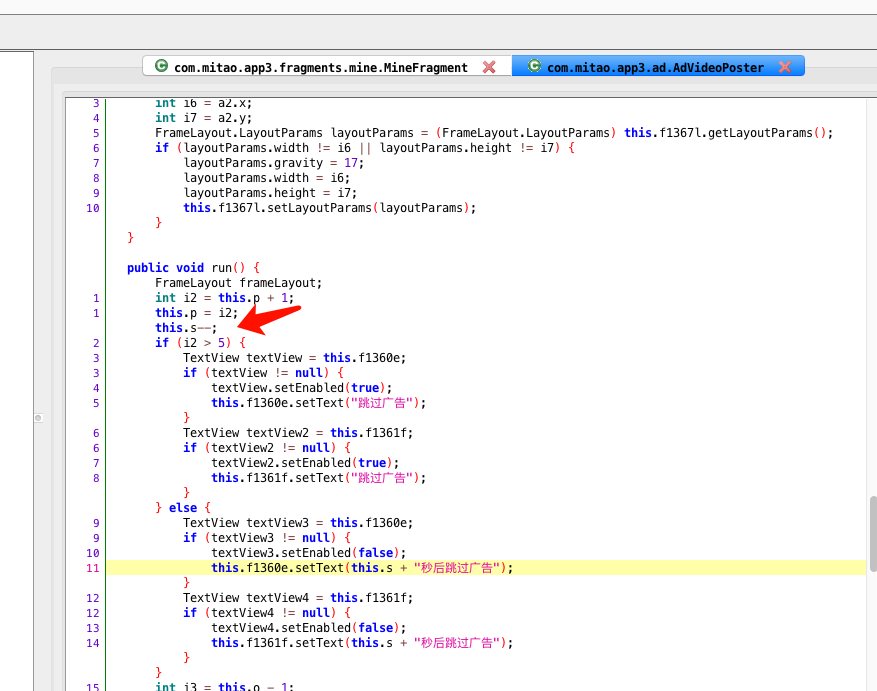 com.mitao.app3.fragments.mine.MineFragment com.mitao.app3.ad.AdVideoPoster
3 int i6 = a2.x;
4 int i7 = a2.y;
5 FrameLayout.LayoutParams layoutParams = (FrameLayout.LayoutParams) this.f1367l.getLayoutParams();
6 if (layoutParams.width != i6 || layoutParams.height != i7) {
7 layoutParams.gravity = 17;
8 layoutParams.width = i6;
9 layoutParams.height = i7;
10 this.f1367l.setLayoutParams(layoutParams);
}
}
public void run() {
FrameLayout frameLayout;
1 int i2 = this.p + 1;
1 this.p = i2;
this.s--;
2 if (i2 > 5) {
3 TextView textView = this.f1360e;
3 if (textView != null) {
4 textView.setEnabled(true);
5 this.f1360e.setText("跳过广告");
}
6 TextView textView2 = this.f1361f;
6 if (textView2 != null) {
7 textView2.setEnabled(true);
8 this.f1361f.setText("跳过广告");
}
} else {
9 TextView textView3 = this.f1360e;
9 if (textView3 != null) {
10 textView3.setEnabled(false);
11 this.f1360e.setText(this.s + "秒后跳过广告");
}
12 TextView textView4 = this.f1361f;
12 if (textView4 != null) {
13 textView4.setEnabled(false);
14 this.f1361f.setText(this.s + "秒后跳过广告");
}
}
15 int i3 = this.o - 1;